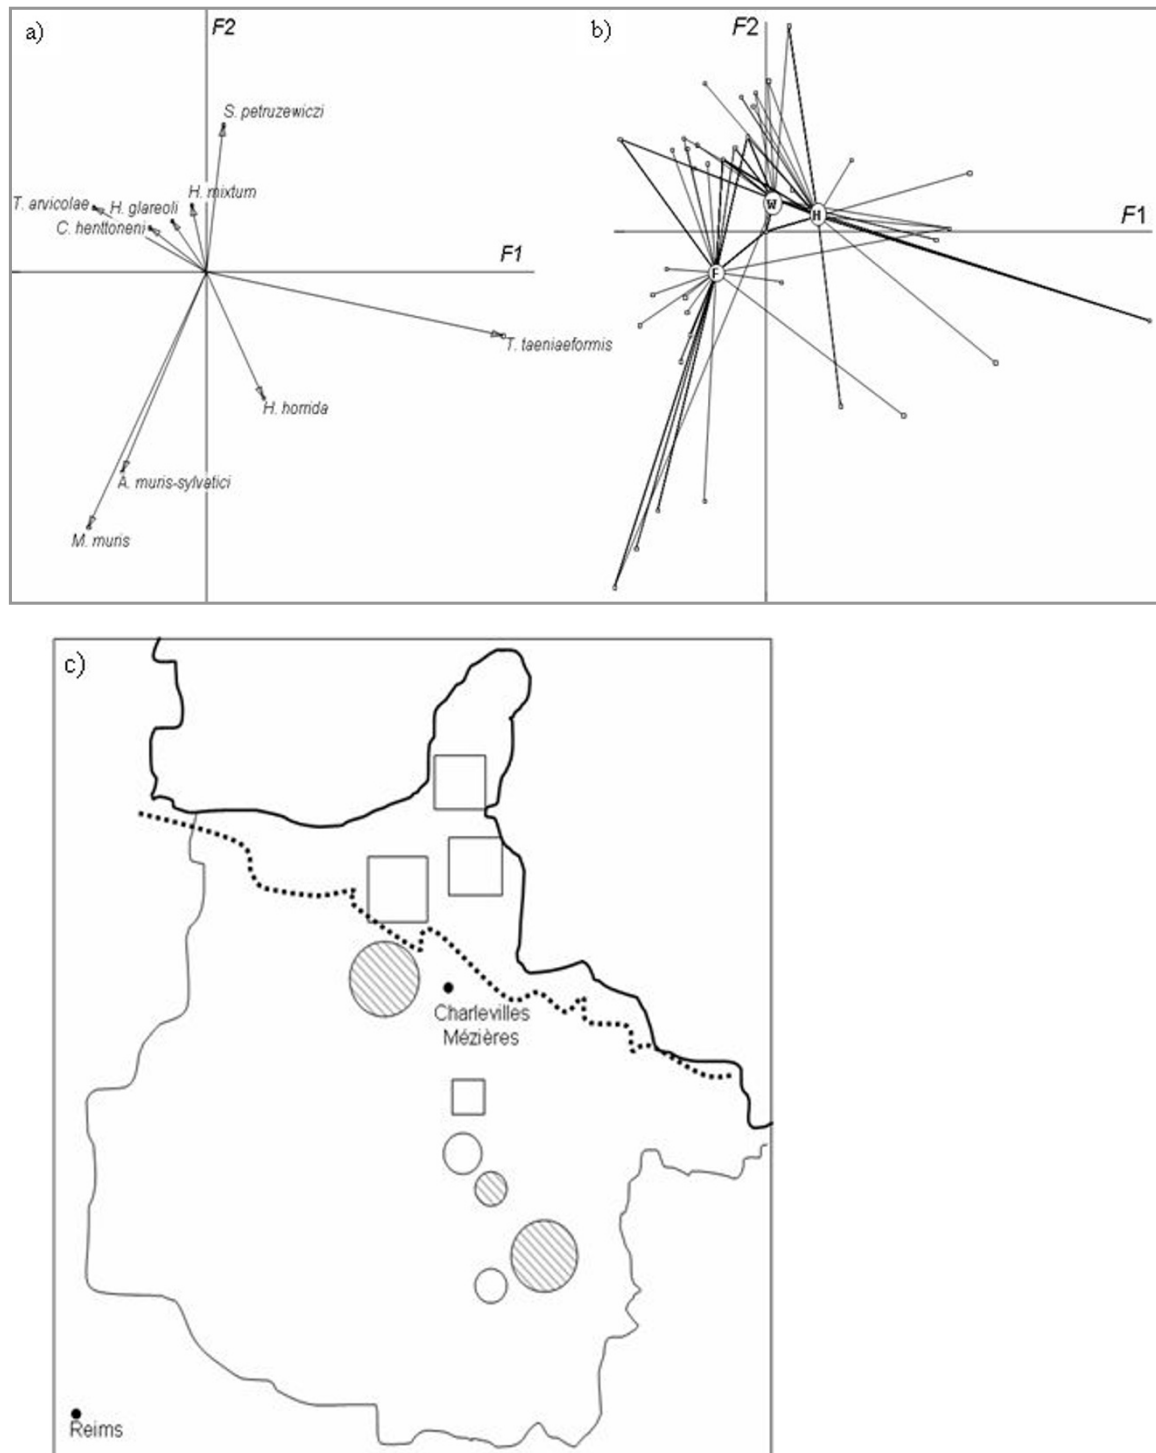 a)
F2
S. petruzewiczi
T. arvicolae
H. glareoli
H. mixtum
C. henttoneni
F1
T. taeniaeformis
H. horrida
A. muris-sylvatici
M. muris
b)
F2
W
H
F1
F
c)
Charlevilles
Mézières
Reims